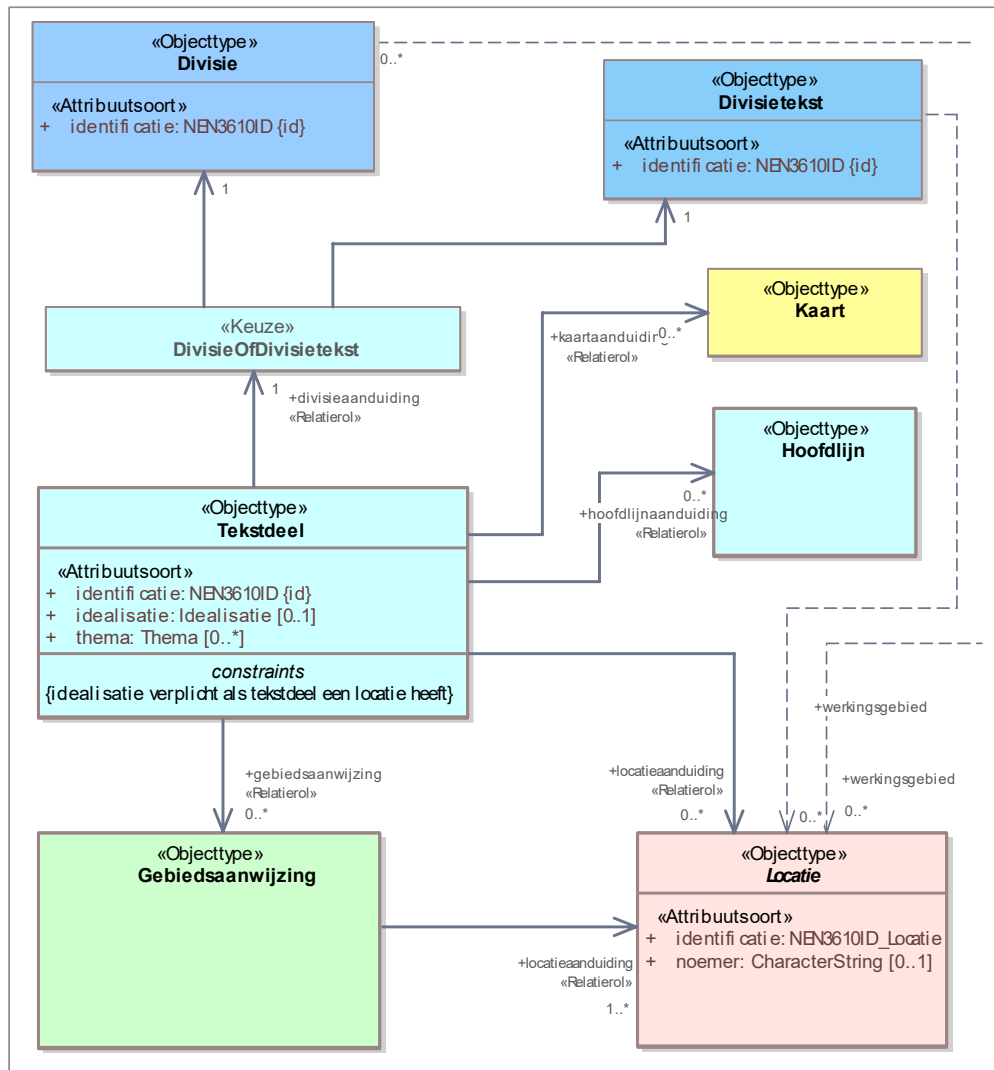 «Objecttype»
Divisie
«Attribuutsoort»
+ identificatie: NEN3610ID {id}
0..*
«Objecttype»
Divisietekst
«Attribuutsoort»
+ identificatie: NEN3610ID {id}
1
1
«Keuze»
DivisieOfDivisietekst
«Objecttype»
Kaart
+kaartaanduiding
0..*
«Relatierol»
1
+divisieaanduiding
«Relatierol»
«Objecttype»
Hoofdlijn
0..*
+hoofdlijnaanduiding
«Relatierol»
«Objecttype»
Tekstdeel
«Attribuutsoort»
+ identificatie: NEN3610ID {id}
+ idealisatie: Idealisatie [0..1]
+ thema: Thema [0..*]
constraints
{idealisatie verplicht als tekstdeel een locatie heeft}
+werkingsgebied
+gebiedsaanwijzing
«Relatierol»
0..*
+locatieaanduiding
«Relatierol»
0..*
+werkingsgebied
0..*
0..*
«Objecttype»
Gebiedsaanwijzing
«Objecttype»
Locatie
«Attribuutsoort»
+ identificatie: NEN3610ID_Locatie
+ noemer: CharacterString [0..1]
+locatieaanduiding
«Relatierol»
1..*